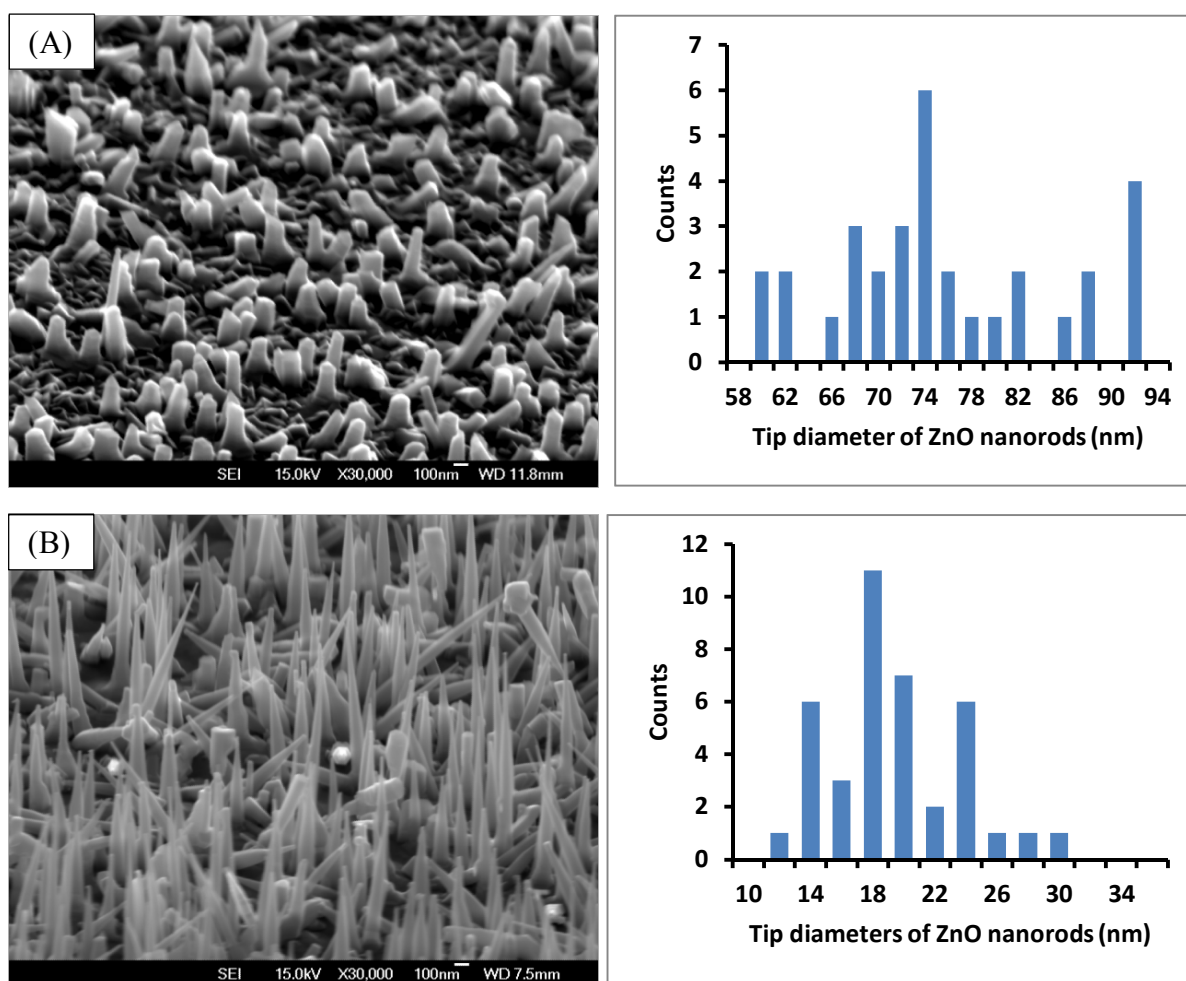 (A)
SEI 15.0kV X30,000 100nm WD 11.8mm
7
6
5
4
3
2
1
0
Counts
58 62 66 70 74 78 82 86 90 94
Tip diameter of ZnO nanorods (nm)
(B)
SEI 15.0kV X30,000 100nm WD 7.5mm
12
10
8
6
4
2
0
Counts
10 14 18 22 26 30 34
Tip diameters of ZnO nanorods (nm)